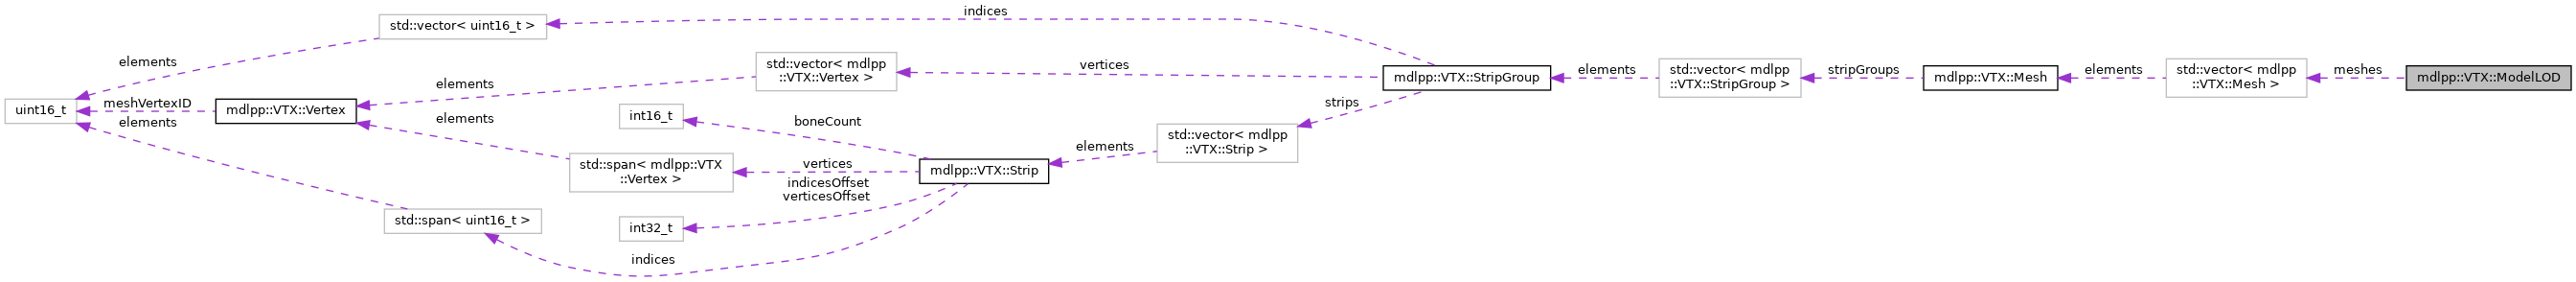 indices
std::vector< uint16_t >
elements
std::vector< mdlpp
::VTX::Vertex >
vertices
mdlpp::VTX::StripGroup
elements
std::vector< mdlpp
::VTX::StripGroup >
stripGroups
mdlpp::VTX::Mesh
elements
std::vector< mdlpp
::VTX::Mesh >
meshes
mdlpp::VTX::ModelLOD
elements
uint16_t
meshVertexID
mdlpp::VTX::Vertex
elements
elements
int16_t
boneCount
strips
std::vector< mdlpp
::VTX::Strip >
elements
std::span< mdlpp::VTX
::Vertex >
vertices
mdlpp::VTX::Strip
indicesOffset
verticesOffset
std::span< uint16_t >
int32_t
indices